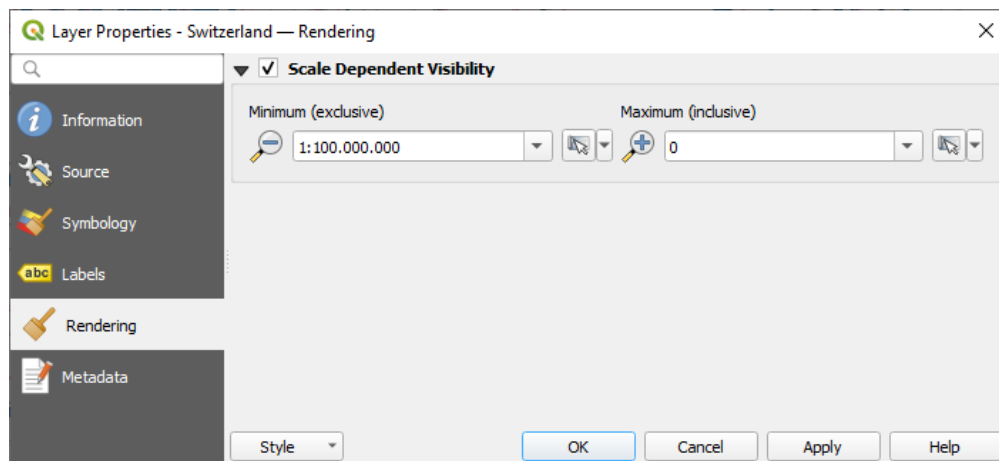 Layer Properties - Switzerland — Rendering
Scale Dependent Visibility
Information
Source
Symbology
abc Labels
Rendering
Metadata
Minimum (exclusive)
Maximum (inclusive)
1:100.000.000
0
Style
OK
Cancel
Apply
Help